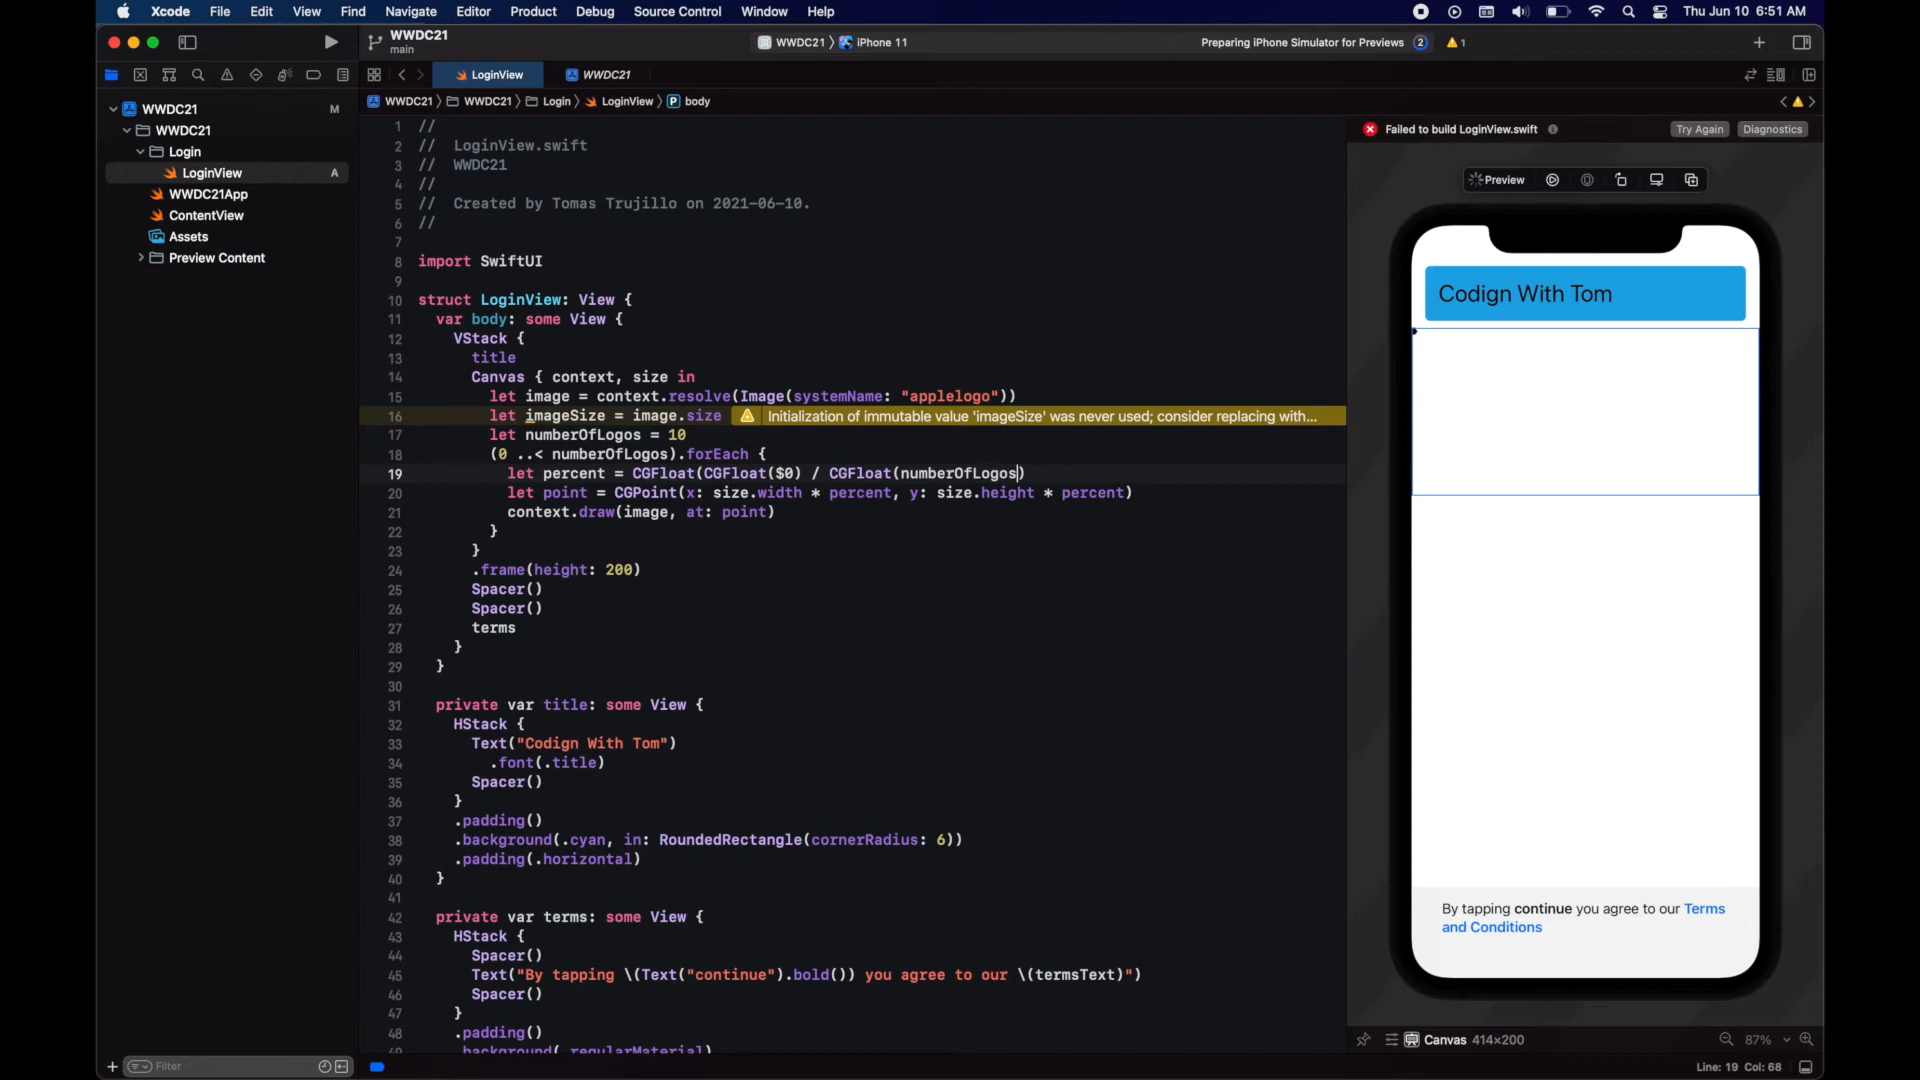 Xcode File Edit View Find Navigate Editor Product Debug Source Control Window Help Thu Jun 10 6:51 AM
WWDC21
main
WWDC21 iPhone 11 Preparing iPhone Simulator for Previews 2 1
LoginView WWDC21
WWDC21 WWDC21 Login LoginView P body
WWDC21 M
WWDC21
Login
LoginView A
WWDC21App
ContentView
Assets
Preview Content
Filter
1 //
2 // LoginView.swift
3 // WWDC21
4 //
5 // Created by Tomas Trujillo on 2021-06-10.
6 //
7
8 import SwiftUI
9
10 struct LoginView: View {
11 var body: some View {
12 VStack {
13 title
14 Canvas { context, size in
15 let image = context.resolve(Image(systemName: "applelogo"))
16 let imageSize = image.size Initialization of immutable value 'imageSize' was never used; consider replacing with...
17 let numberOfLogos = 10
18 (0 ..< numberOfLogos).forEach {
19 let percent = CGFloat(CGFloat($0) / CGFloat(numberOfLogos)
20 let point = CGPoint(x: size.width * percent, y: size.height * percent)
21 context.draw(image, at: point)
22 }
23 }
24 .frame(height: 200)
25 Spacer()
26 Spacer()
27 terms
28 }
29 }
30
31 private var title: some View {
32 HStack {
33 Text("Codign With Tom")
34 .font(.title)
35 Spacer()
36 }
37 .padding()
38 .background(.cyan, in: RoundedRectangle(cornerRadius: 6))
39 .padding(.horizontal)
40 }
41
42 private var terms: some View {
43 HStack {
44 Spacer()
45 Text("By tapping \(Text("continue").bold()) you agree to our \(termsText)")
46 Spacer()
47 }
48 .padding()
49 .background(.regularMaterial)
Failed to build LoginView.swift Try Again Diagnostics
Preview
Codign With Tom
By tapping continue you agree to our Terms
and Conditions
Canvas 414×200 87%
Line: 19 Col: 68